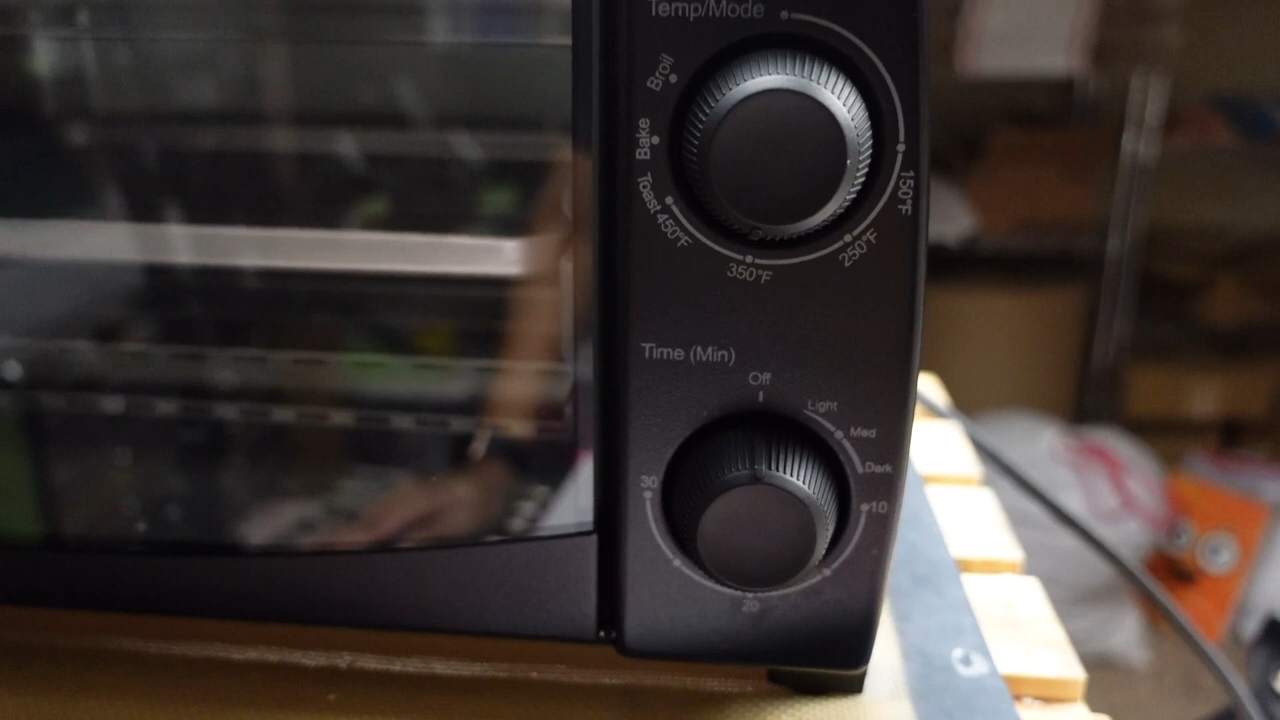 Temp/Mode
Broil
Bake
Toast 450°F
150°F
250°F
350°F
Time (Min)
Off
Light
Med
Dark
30
10
20